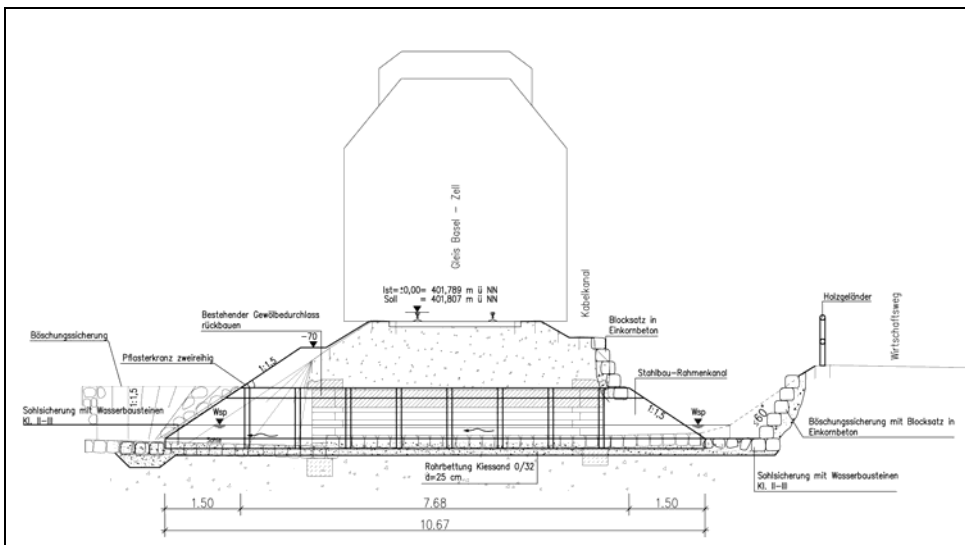 Gleis Basel - Zell
Ist=±0,00= 401,789 m ü NN
Soll = 401,807 m ü NN
Kabelkanal
Bestehender Gewölbedurchlass
rückbauen
-70
Blocksatz in
Einkornbeton
Holzgeländer
Wirtschaftsweg
Böschungssicherung
1:1,5
Pflasterkranz zweireihig
Stahlbau-Rahmenkanal
1:1,5
Sohlsicherung mit Wasserbausteinen
Kl. II-III
Wsp
1:1,5
Wsp
60°
Böschungssicherung mit Blocksatz in
Einkornbeton
Sohle
Rohrbettung Kiessand 0/32
d=25 cm
Sohlsicherung mit Wasserbausteinen
Kl. II-III
1.50
7.68
1.50
10.67